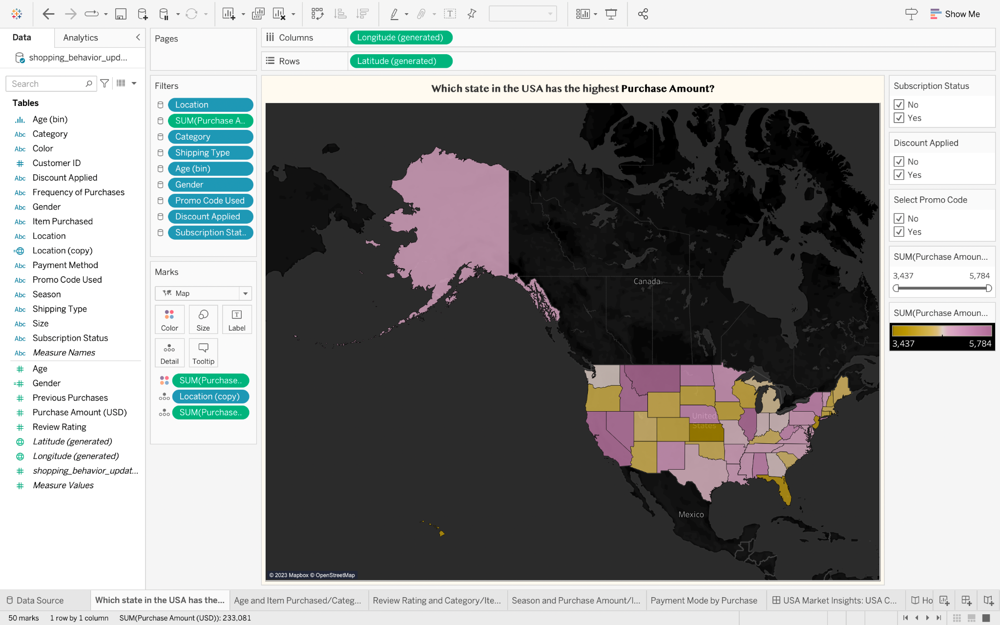 Show Me
Data
Analytics
shopping_behavior_upd...
Search
Tables
Age (bin)
Abc Category
Abc Color
Customer ID
Abc Discount Applied
Abc Frequency of Purchases
Abc Gender
Abc Item Purchased
Abc Location
Location (copy)
Abc Payment Method
Abc Promo Code Used
Abc Season
Abc Shipping Type
Abc Size
Abc Subscription Status
Abc Measure Names
Age
Gender
Previous Purchases
Purchase Amount (USD)
Review Rating
Latitude (generated)
Longitude (generated)
shopping_behavior_updat...
Measure Values
Pages
Filters
Location
SUM(Purchase A..
Category
Shipping Type
Age (bin)
Gender
Promo Code Used
Discount Applied
Subscription Stat..
Marks
Map
Color
Size
T
Label
Detail
Tooltip
SUM(Purchase..
Location (copy)
SUM(Purchase..
Columns
Longitude (generated)
Rows
Latitude (generated)
Which state in the USA has the highest Purchase Amount?
Canada
United
States
Mexico
© 2023 Mapbox © OpenStreetMap
Subscription Status
No
Yes
Discount Applied
No
Yes
Select Promo Code
No
Yes
SUM(Purchase Amoun...
3,437 5,784
SUM(Purchase Amoun...
3,437 5,784
Data Source
Which state in the USA has the...
Age and Item Purchased/Categ...
Review Rating and Category/Ite...
Season and Purchase Amount/I...
Payment Mode by Purchase
USA Market Insights: USA C...
Ho
50 marks 1 row by 1 column SUM(Purchase Amount (USD)): 233,081